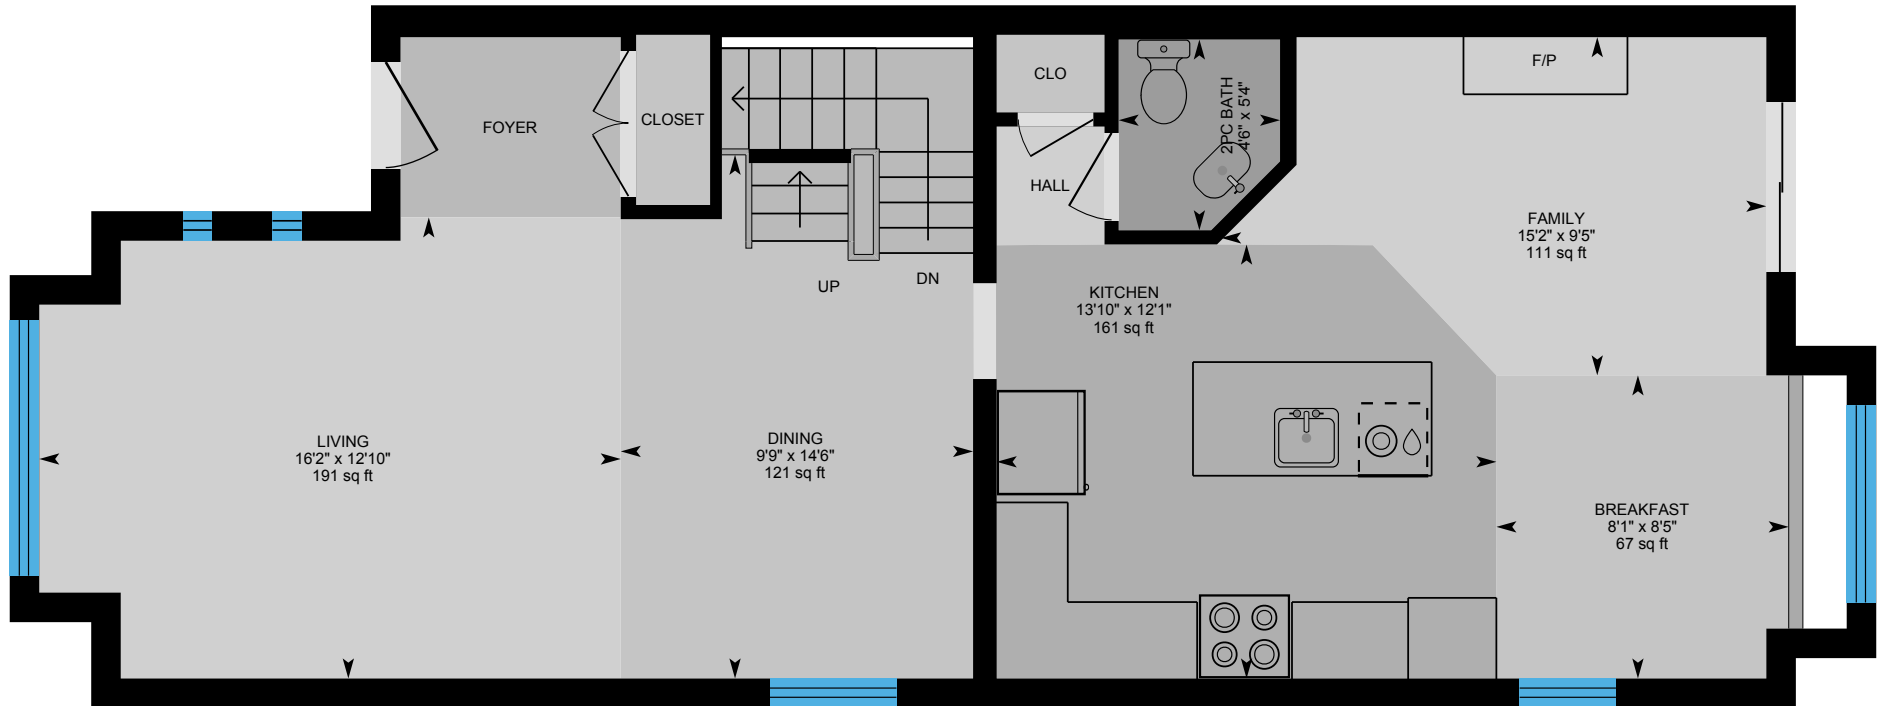 FOYER
CLOSET
UP
DN
CLO
HALL
2PC BATH
4'6" x 5'4"
F/P
FAMILY
15'2" x 9'5"
111 sq ft
KITCHEN
13'10" x 12'1"
161 sq ft
LIVING
16'2" x 12'10"
191 sq ft
DINING
9'9" x 14'6"
121 sq ft
BREAKFAST
8'1" x 8'5"
67 sq ft